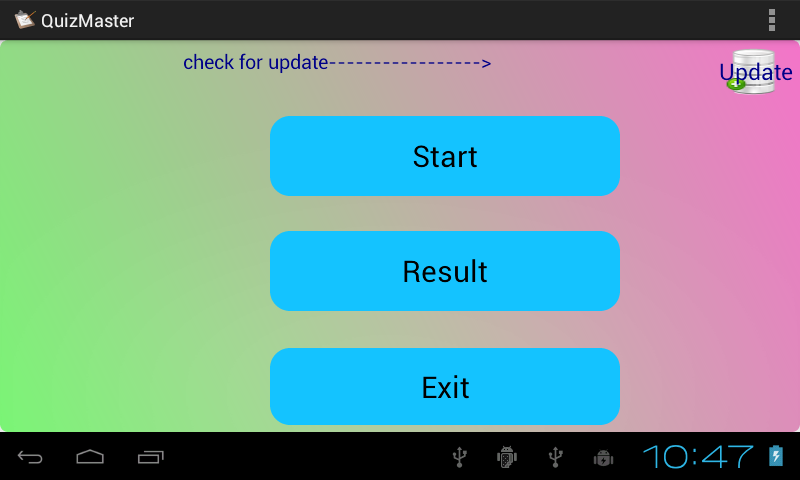 QuizMaster
check for update----------------->
Update
Start
Result
Exit
10:47